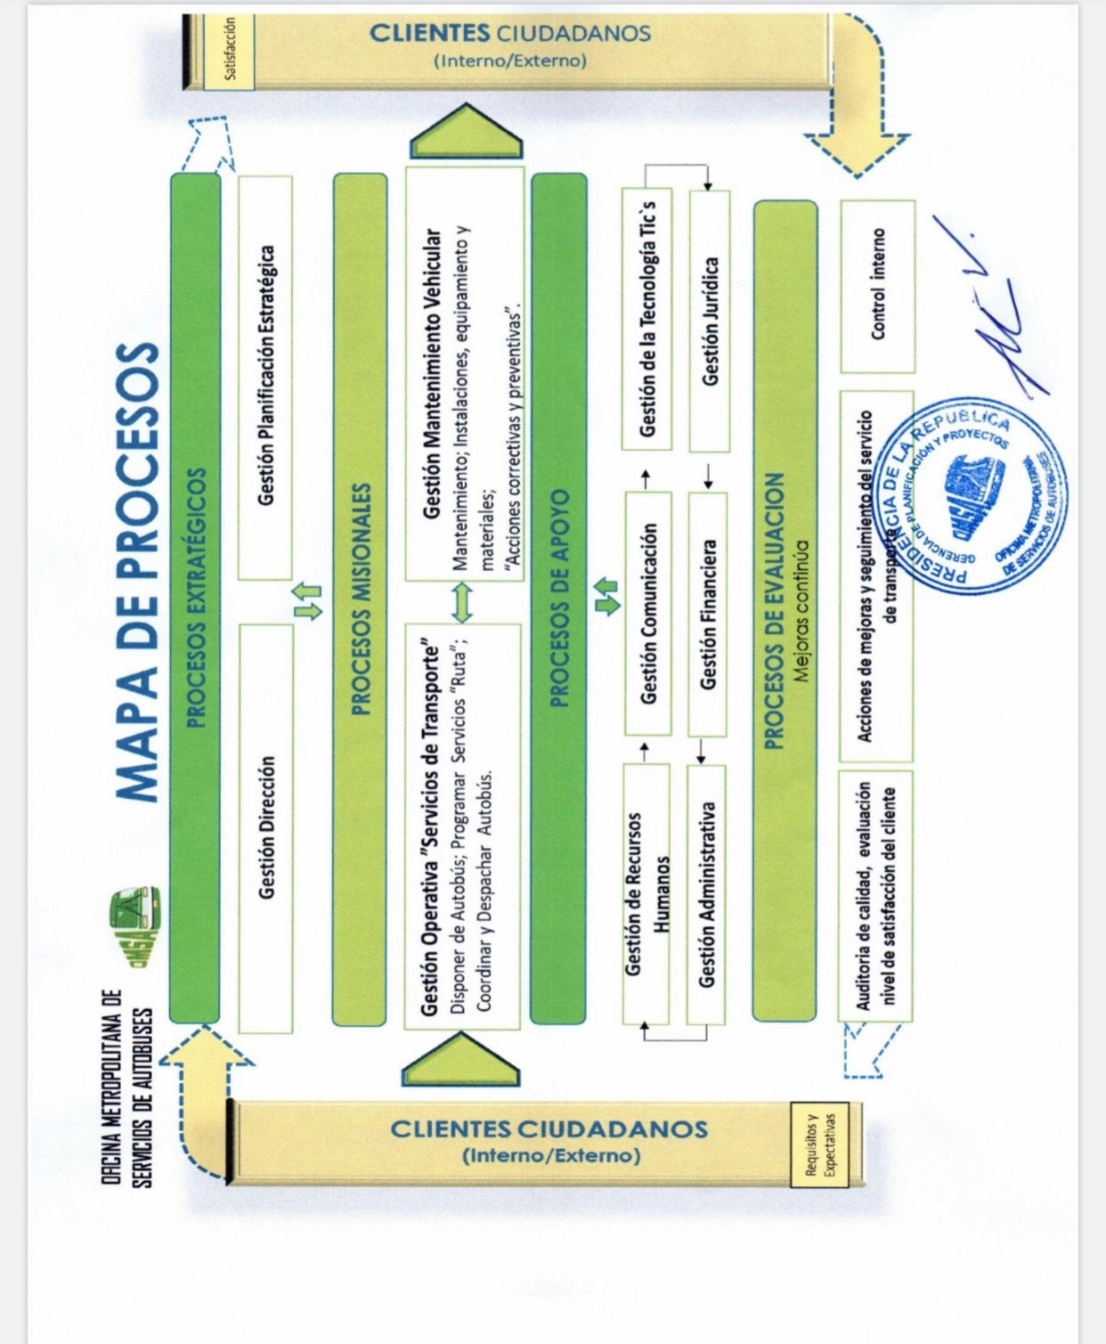 OFICINA METROPOLITANA DE
SERVICIOS DE AUTOBUSES
OMSA
MAPA DE PROCESOS
CLIENTES CIUDADANOS
(Interno/Externo)
Requisitos y
Expectativas
PROCESOS EXTRATÉGICOS
Gestión Dirección
Gestión Planificación Estratégica
PROCESOS MISIONALES
Gestión Operativa "Servicios de Transporte"
Disponer de Autobús; Programar Servicios "Ruta";
Coordinar y Despachar Autobús.
Gestión Mantenimiento Vehicular
Mantenimiento; Instalaciones, equipamiento y
materiales;
"Acciones correctivas y preventivas".
PROCESOS DE APOYO
Gestión de Recursos
Humanos
Gestión Comunicación
Gestión de la Tecnología Tic`s
Gestión Administrativa
Gestión Financiera
Gestión Jurídica
PROCESOS DE EVALUACION
Mejoras continúa
Auditoria de calidad, evaluación
nivel de satisfacción del cliente
Acciones de mejoras y seguimiento del servicio
de transporte
Control interno
Satisfacción
CLIENTES CIUDADANOS
(Interno/Externo)
PRESIDENCIA DE LA REPUBLICA
GERENCIA DE PLANIFICACIÓN Y PROYECTOS
OMSA
OFICINA METROPOLITANA
DE SERVICIOS DE AUTOBUSES